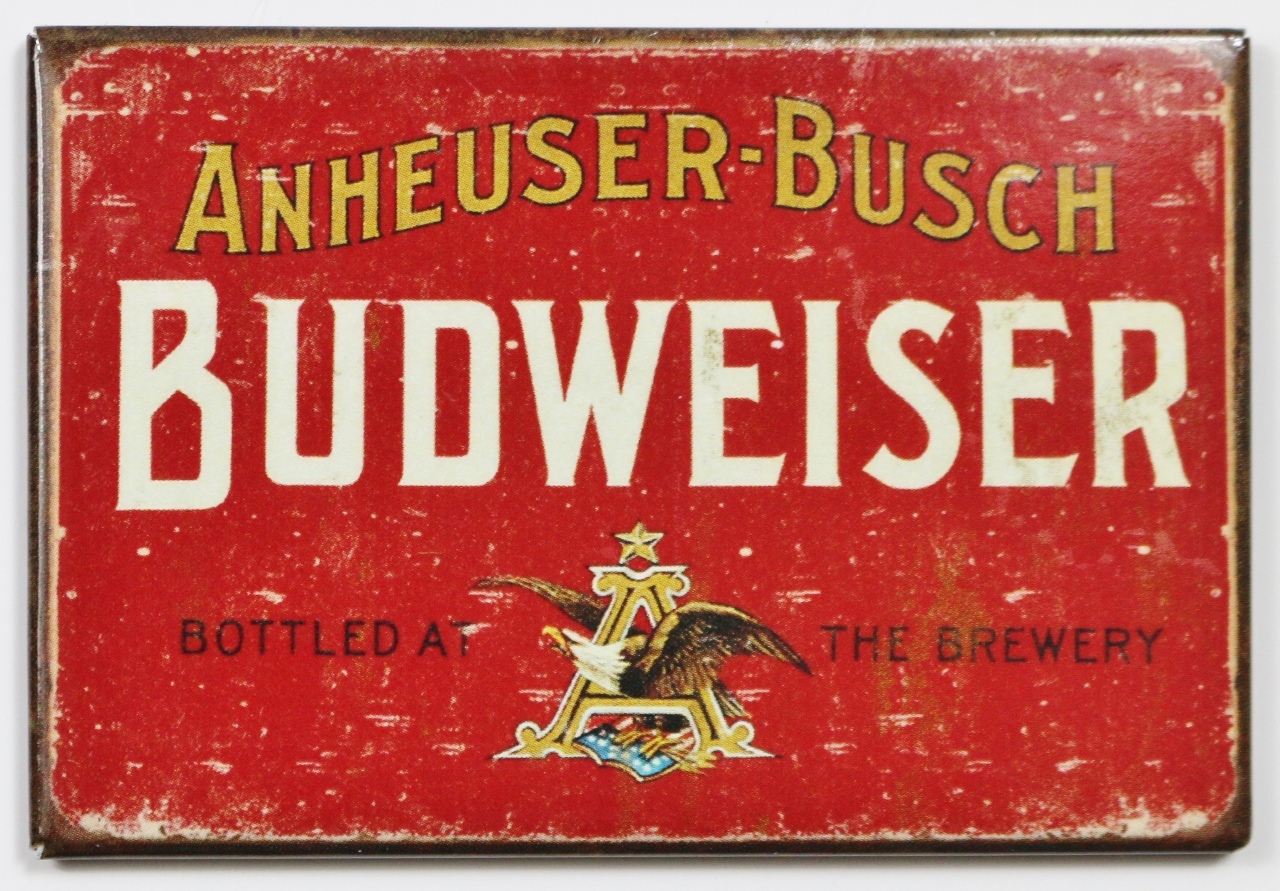 ANHEUSER-BUSCH
BUDWEISER
BOTTLED AT THE BREWERY